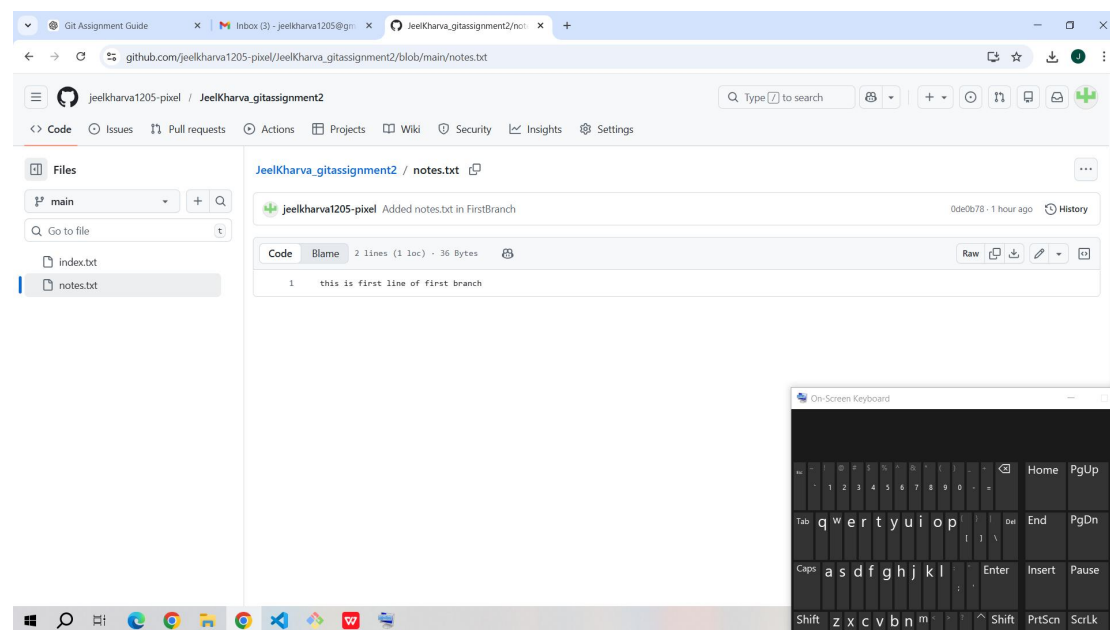 Git Assignment Guide
Inbox (3) - jeelkharva1205@gm
JeelKharva_gitassignment2/not
github.com/jeelkharva1205-pixel/JeelKharva_gitassignment2/blob/main/notes.txt
J
jeelkharva1205-pixel / JeelKharva_gitassignment2
Type / to search
<> Code Issues Pull requests Actions Projects Wiki Security Insights Settings
Files
JeelKharva_gitassignment2 / notes.txt
main
jeelkharva1205-pixel Added notes.txt in FirstBranch
0de0b78 · 1 hour ago History
Go to file t
Code Blame 2 lines (1 loc) · 36 Bytes
Raw
index.txt
notes.txt
1 this is first line of first branch
On-Screen Keyboard
Esc ~ ! @ # $ % ^ & * ( ) _ + Home PgUp
` 1 2 3 4 5 6 7 8 9 0 - =
Tab q w e r t y u i o p [ ] \ Del End PgDn
Caps a s d f g h j k l ; ' Enter Insert Pause
Shift z x c v b n m < > ? ^ Shift PrtScn ScrLk
W